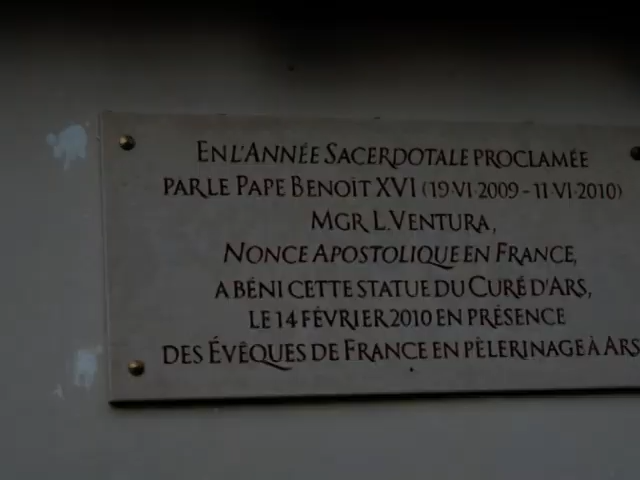 EN L'ANNÉE SACERDOTALE PROCLAMÉE
PAR LE PAPE BENOÎT XVI (19·VI·2009 - 11·VI·2010)
MGR L.VENTURA,
NONCE APOSTOLIQUE EN FRANCE,
A BÉNI CETTE STATUE DU CURÉ D'ARS,
LE 14 FÉVRIER 2010 EN PRÉSENCE
DES ÉVÊQUES DE FRANCE EN PÈLERINAGE À ARS